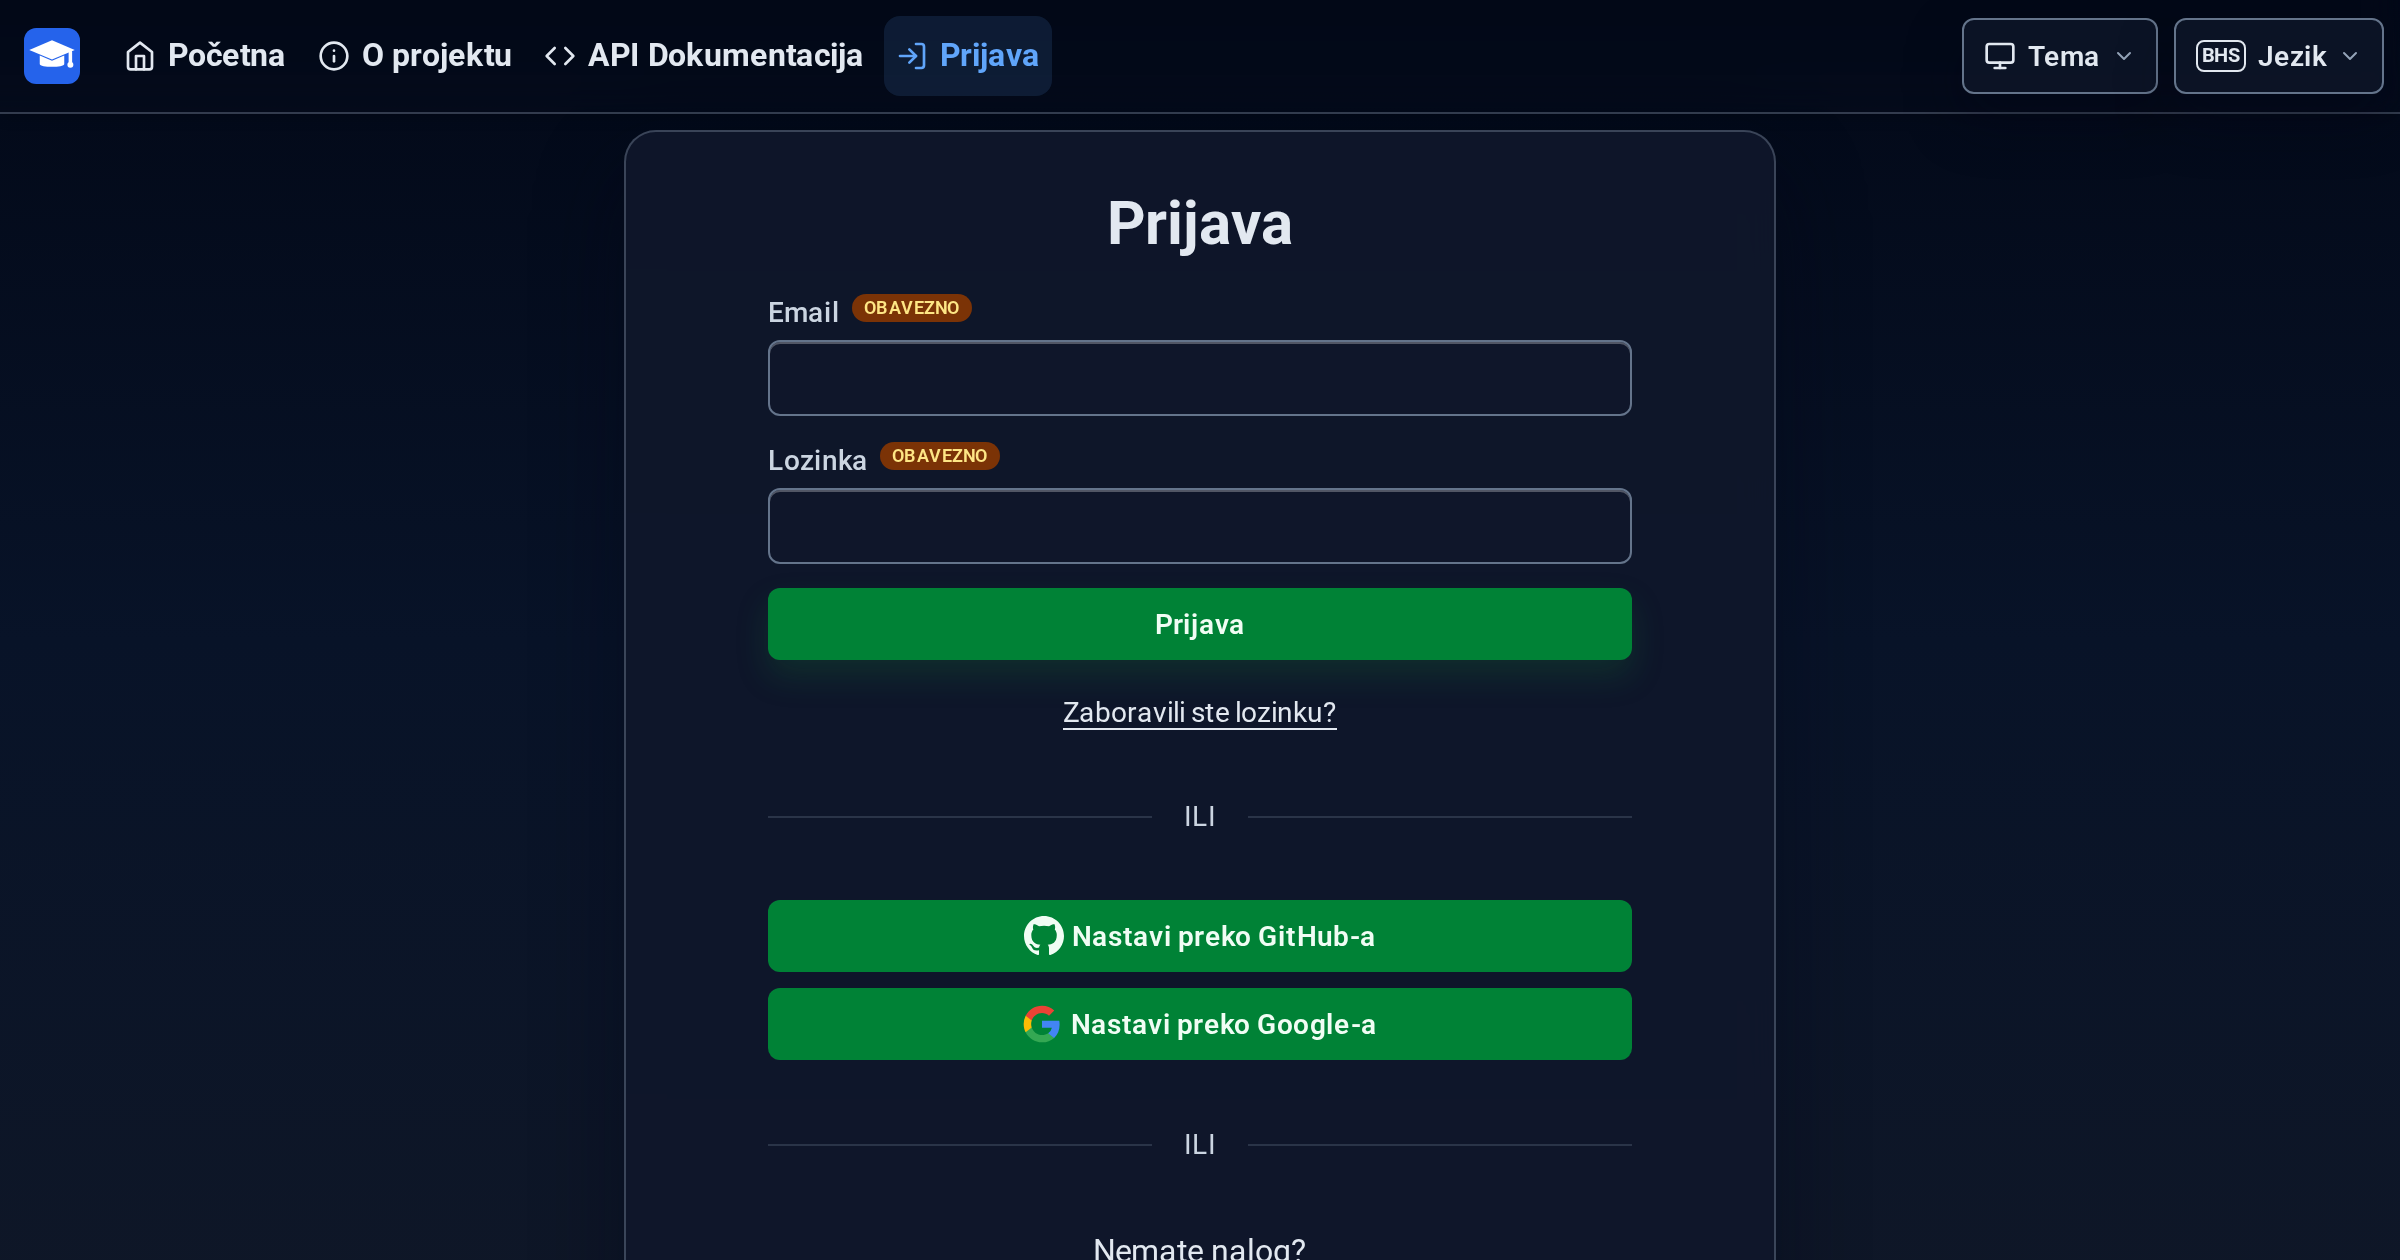 Početna
O projektu
API Dokumentacija
Prijava
Tema
BHS Jezik
Prijava
Email OBAVEZNO
Lozinka OBAVEZNO
Prijava
Zaboravili ste lozinku?
ILI
Nastavi preko GitHub-a
Nastavi preko Google-a
ILI
Nemate nalog?